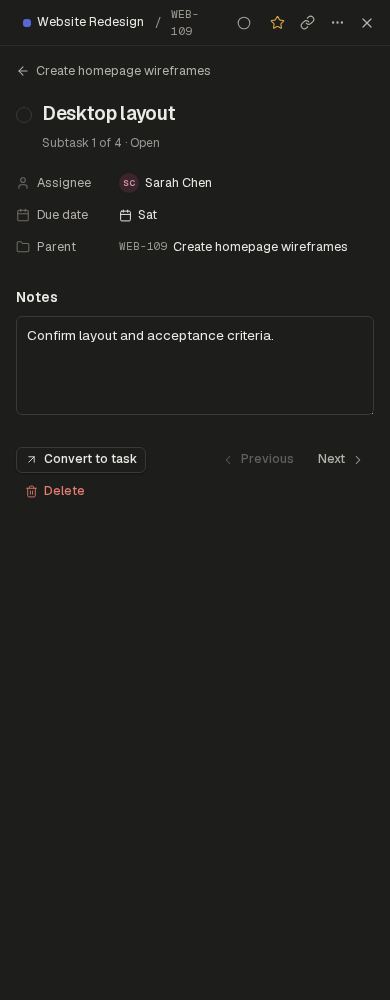 Website Redesign / WEB-
109
Create homepage wireframes
Desktop layout
Subtask 1 of 4 · Open
Assignee SC Sarah Chen
Due date Sat
Parent WEB-109 Create homepage wireframes
Notes
Confirm layout and acceptance criteria.
Convert to task Previous Next
Delete